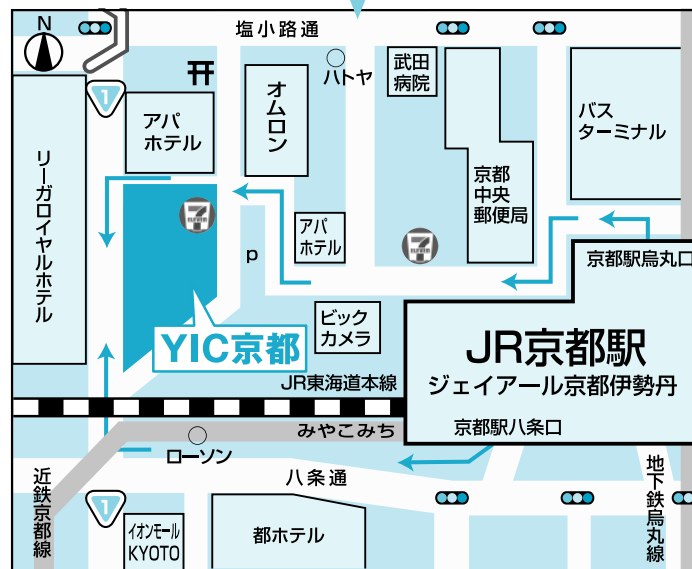 N
塩小路通
ハトヤ
武田
病院
1
アパ
ホテル
オムロン
バス
ターミナル
リーガロイヤルホテル
京都
中央
郵便局
7
ELEVEN
アパ
ホテル
7
ELEVEN
P
京都駅烏丸口
ビック
カメラ
YIC京都
JR京都駅
ジェイアール京都伊勢丹
JR東海道本線
みやこみち
京都駅八条口
ローソン
八条通
近鉄京都線
地下鉄烏丸線
1
イオンモール
KYOTO
都ホテル